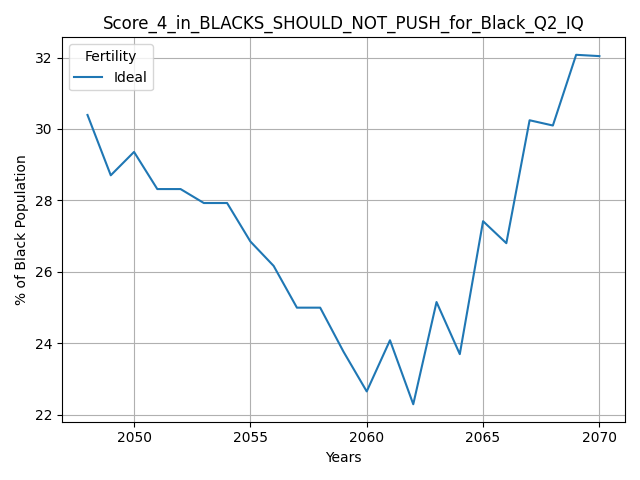 Score_4_in_BLACKS_SHOULD_NOT_PUSH_for_Black_Q2_IQ
Fertility
Ideal
32
30
28
26
24
22
% of Black Population
2050
2055
2060
2065
2070
Years